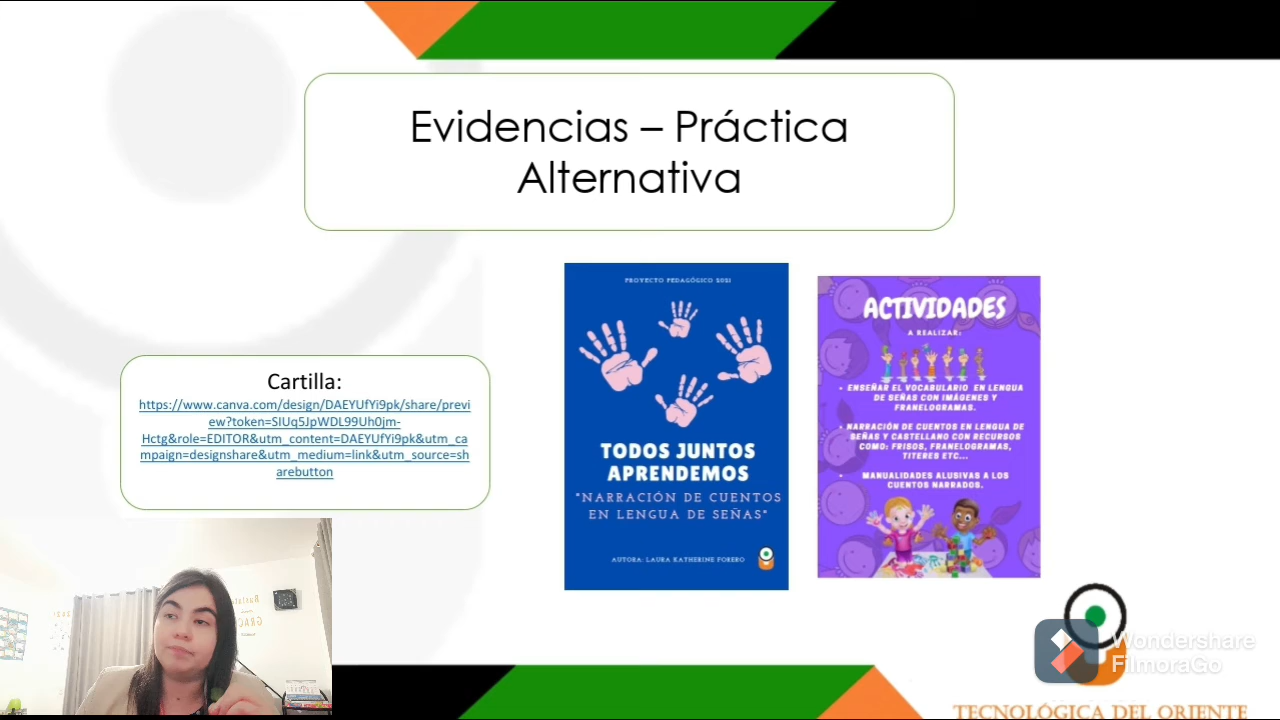 Evidencias – Práctica
Alternativa
Cartilla:
https://www.canva.com/design/DAEYUfYi9pk/share/previ
ew?token=SIUq5JpWDL99Uh0jm-
Hctg&role=EDITOR&utm_content=DAEYUfYi9pk&utm_ca
mpaign=designshare&utm_medium=link&utm_source=sh
arebutton
PROYECTO PEDAGÓGICO 2021
TODOS JUNTOS
APRENDEMOS
"NARRACIÓN DE CUENTOS
EN LENGUA DE SEÑAS"
AUTORA: LAURA KATHERINE FORERO
ACTIVIDADES
A REALIZAR:
• ENSEÑAR EL VOCABULARIO EN LENGUA
DE SEÑAS CON IMÁGENES Y
FRANELOGRAMAS.
• NARRACIÓN DE CUENTOS EN LENGUA DE
SEÑAS Y CASTELLANO CON RECURSOS
COMO: FRISOS, FRANELOGRAMAS,
TITERES ETC...
• MANUALIDADES ALUSIVAS A LOS
CUENTOS NARRADOS.
Wondershare
FilmoraGo
TECNOLÓGICA DEL ORIENTE